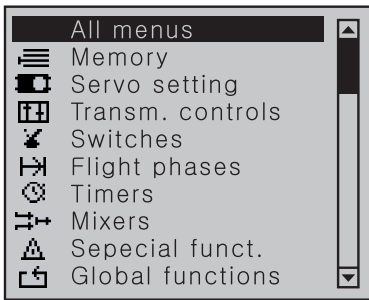 All menus
Memory
Servo setting
Transm. controls
Switches
Flight phases
Timers
Mixers
Sepecial funct.
Global functions